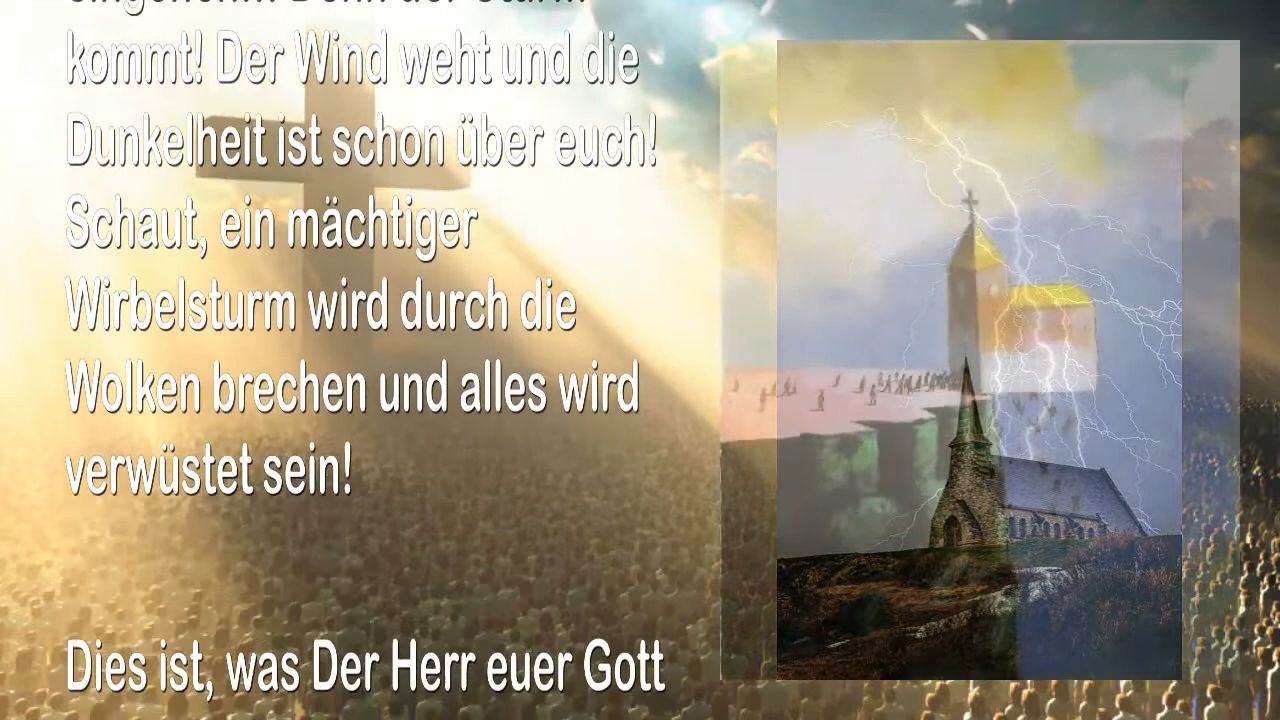 kommt! Der Wind weht und die
Dunkelheit ist schon über euch!
Schaut, ein mächtiger
Wirbelsturm wird durch die
Wolken brechen und alles wird
verwüstet sein!
Dies ist, was Der Herr euer Gott